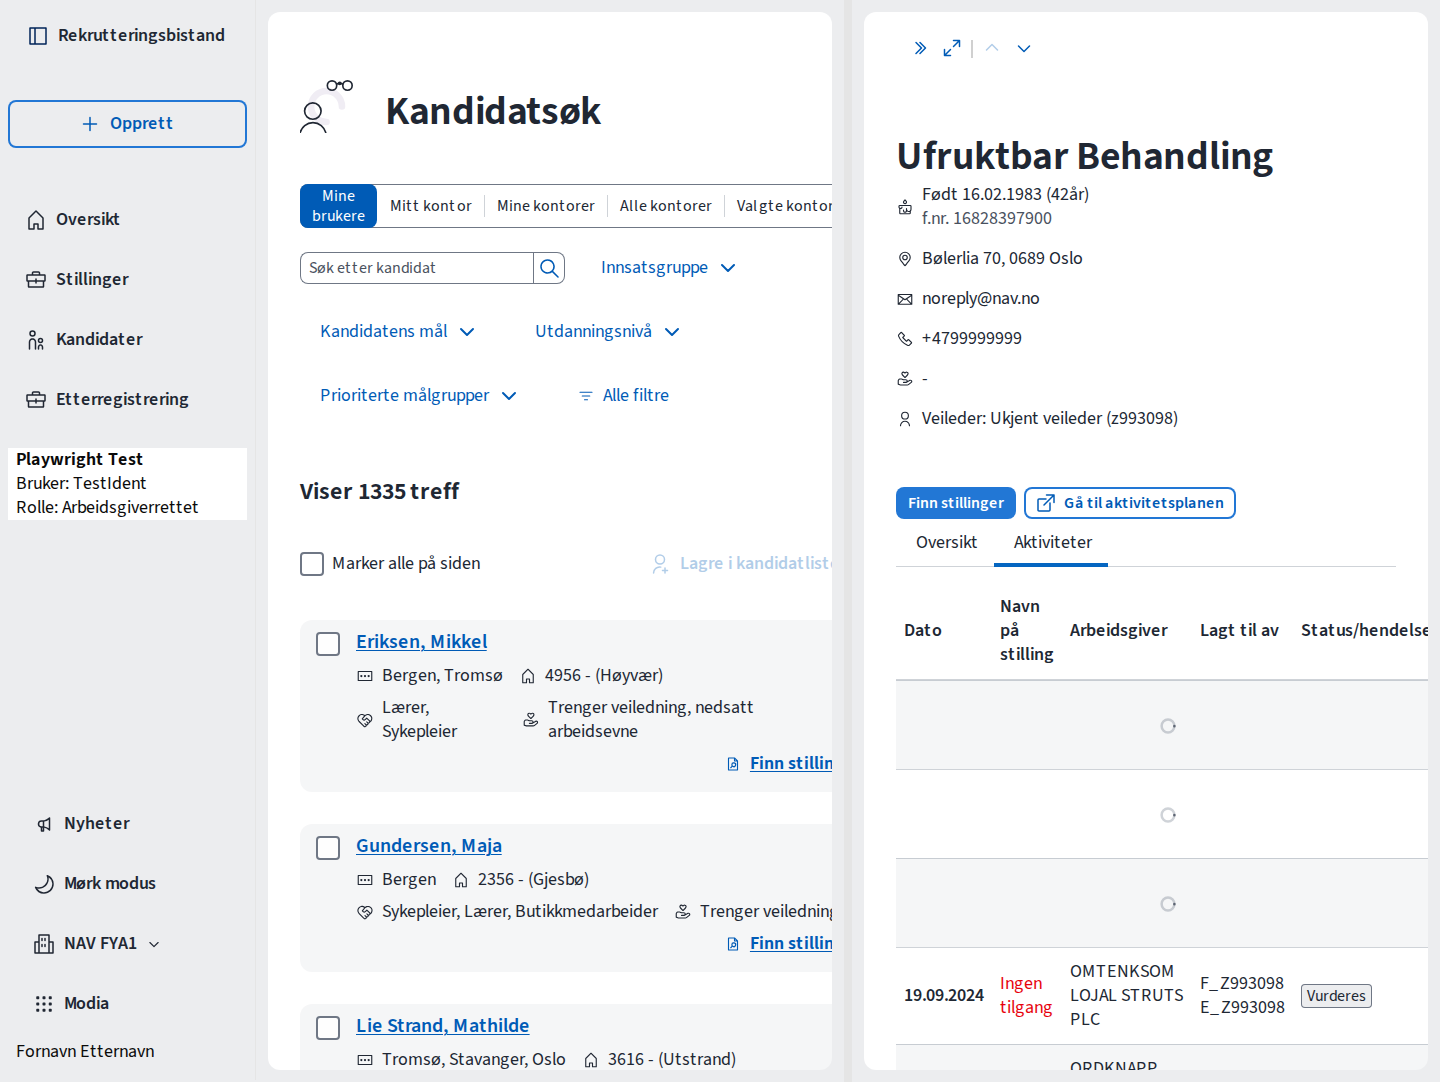 Rekrutteringsbistand
Opprett
Oversikt
Stillinger
Kandidater
Etterregistrering
Playwright Test
Bruker: TestIdent
Rolle: Arbeidsgiverrettet
Nyheter
Mørk modus
NAV FYA1
Modia
Fornavn Etternavn
Kandidatsøk
Mine
brukere
Mitt kontor
Mine kontorer
Alle kontorer
Valgte kontor
Søk etter kandidat
Innsatsgruppe
Kandidatens mål
Utdanningsnivå
Prioriterte målgrupper
Alle filtre
Viser 1335 treff
Marker alle på siden
Lagre i kandidatliste
Eriksen, Mikkel
Bergen, Tromsø
4956 - (Høyvær)
Lærer,
Sykepleier
Trenger veiledning, nedsatt
arbeidsevne
Finn stillin
Gundersen, Maja
Bergen
2356 - (Gjesbø)
Sykepleier, Lærer, Butikkmedarbeider
Trenger veiledning
Finn stillin
Lie Strand, Mathilde
Tromsø, Stavanger, Oslo
3616 - (Utstrand)
Ufruktbar Behandling
Født 16.02.1983 (42år)
f.nr. 16828397900
Bølerlia 70, 0689 Oslo
noreply@nav.no
+4799999999
-
Veileder: Ukjent veileder (z993098)
Finn stillinger
Gå til aktivitetsplanen
Oversikt
Aktiviteter
Dato
Navn
på
stilling
Arbeidsgiver
Lagt til av
Status/hendelse
19.09.2024
Ingen
tilgang
OMTENKSOM
LOJAL STRUTS
PLC
F_Z993098
E_Z993098
Vurderes
ORDKNAPP